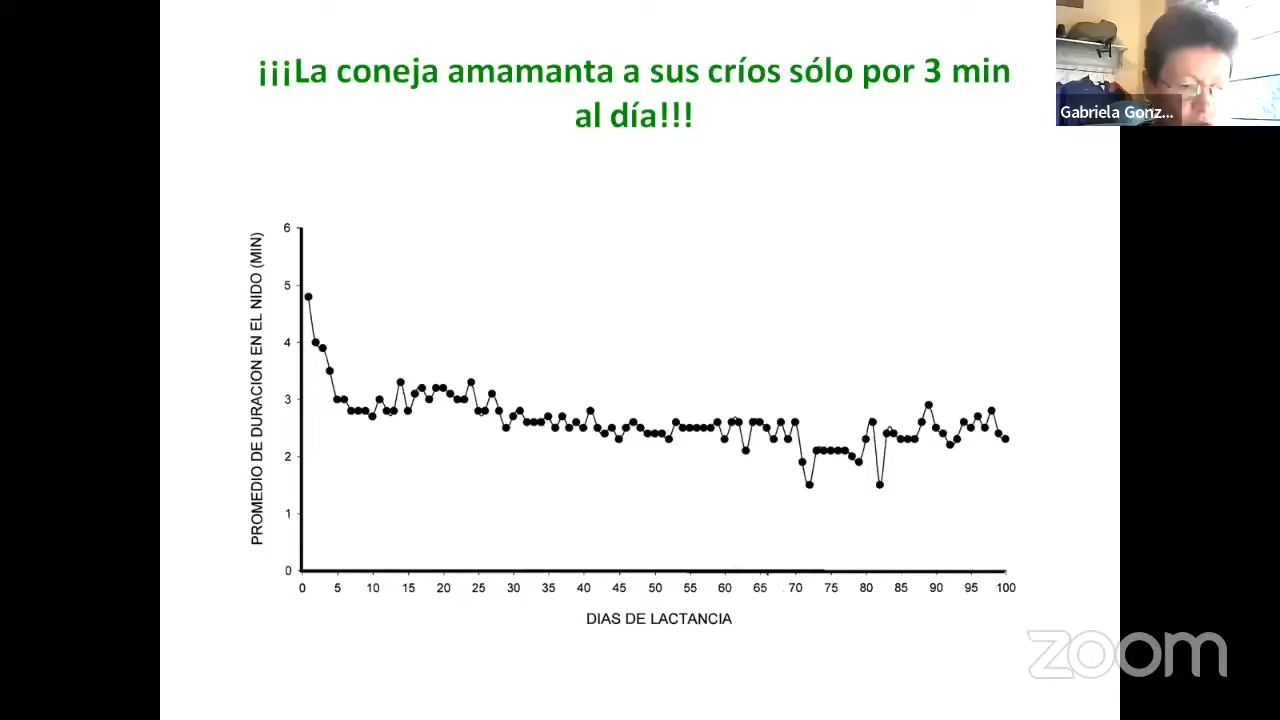 ¡¡¡La coneja amamanta a sus críos sólo por 3 min
al día!!!
Gabriela Gonz...
PROMEDIO DE DURACION EN EL NIDO (MIN)
6
5
4
3
2
1
0
0 5 10 15 20 25 30 35 40 45 50 55 60 65 70 75 80 85 90 95 100
DIAS DE LACTANCIA
zoom